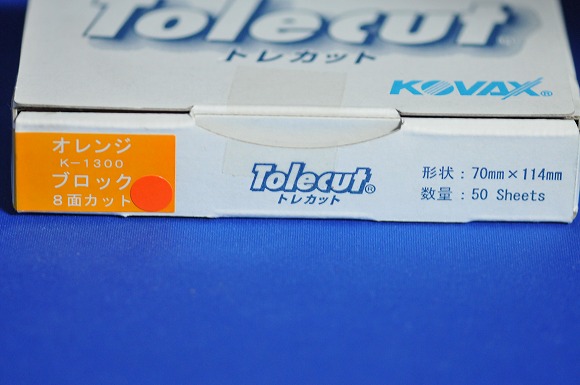 Tolecut
トレカット
KOVAX®
オレンジ
K-1300
ブロック
8面カット
Tolecut®
トレカット
形状：70mm×114mm
数量：50 Sheets